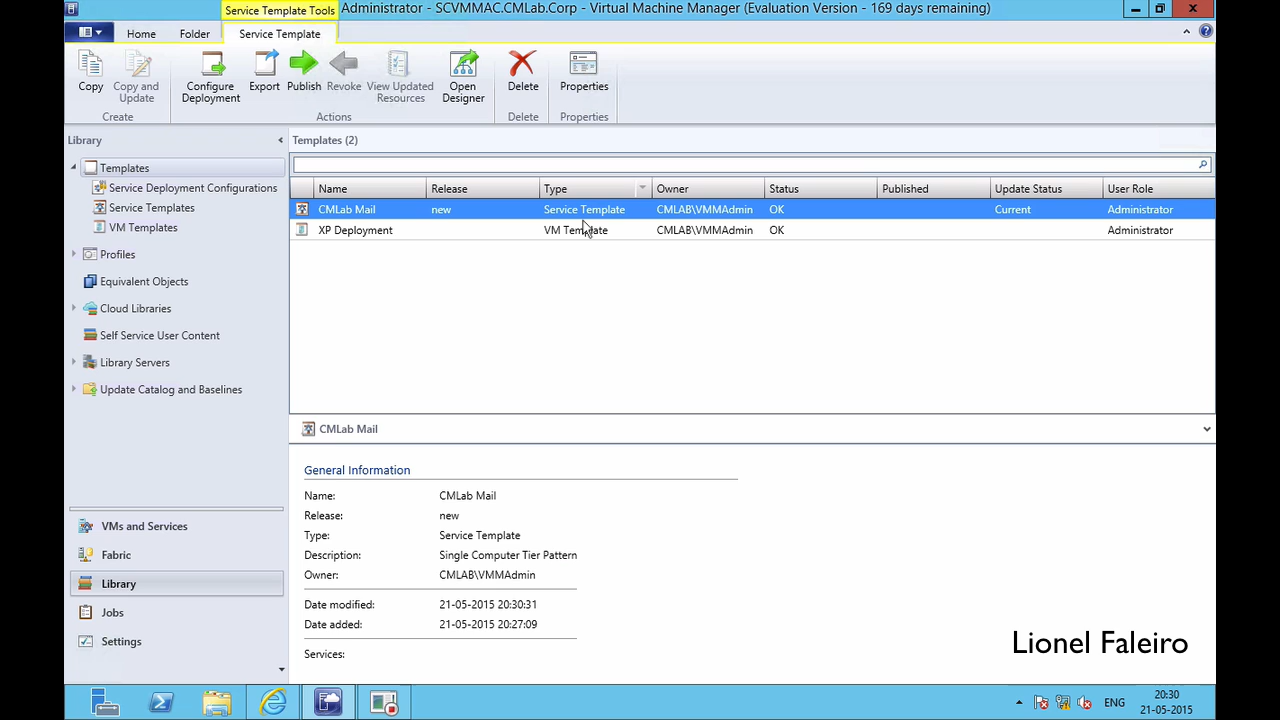 Service Template Tools
Administrator - SCVMMAC.CMLab.Corp - Virtual Machine Manager (Evaluation Version - 169 days remaining)
Home Folder Service Template
Copy
Copy and Update
Configure Deployment
Export
Publish
Revoke
View Updated Resources
Open Designer
Delete
Properties
Create Actions Delete Properties
Library
Templates
Service Deployment Configurations
Service Templates
VM Templates
Profiles
Equivalent Objects
Cloud Libraries
Self Service User Content
Library Servers
Update Catalog and Baselines
VMs and Services
Fabric
Library
Jobs
Settings
Templates (2)
Name Release Type Owner Status Published Update Status User Role
CMLab Mail new Service Template CMLAB\VMMAdmin OK Current Administrator
XP Deployment VM Template CMLAB\VMMAdmin OK Administrator
CMLab Mail
General Information
Name: CMLab Mail
Release: new
Type: Service Template
Description: Single Computer Tier Pattern
Owner: CMLAB\VMMAdmin
Date modified: 21-05-2015 20:30:31
Date added: 21-05-2015 20:27:09
Services:
Lionel Faleiro
ENG
20:30
21-05-2015